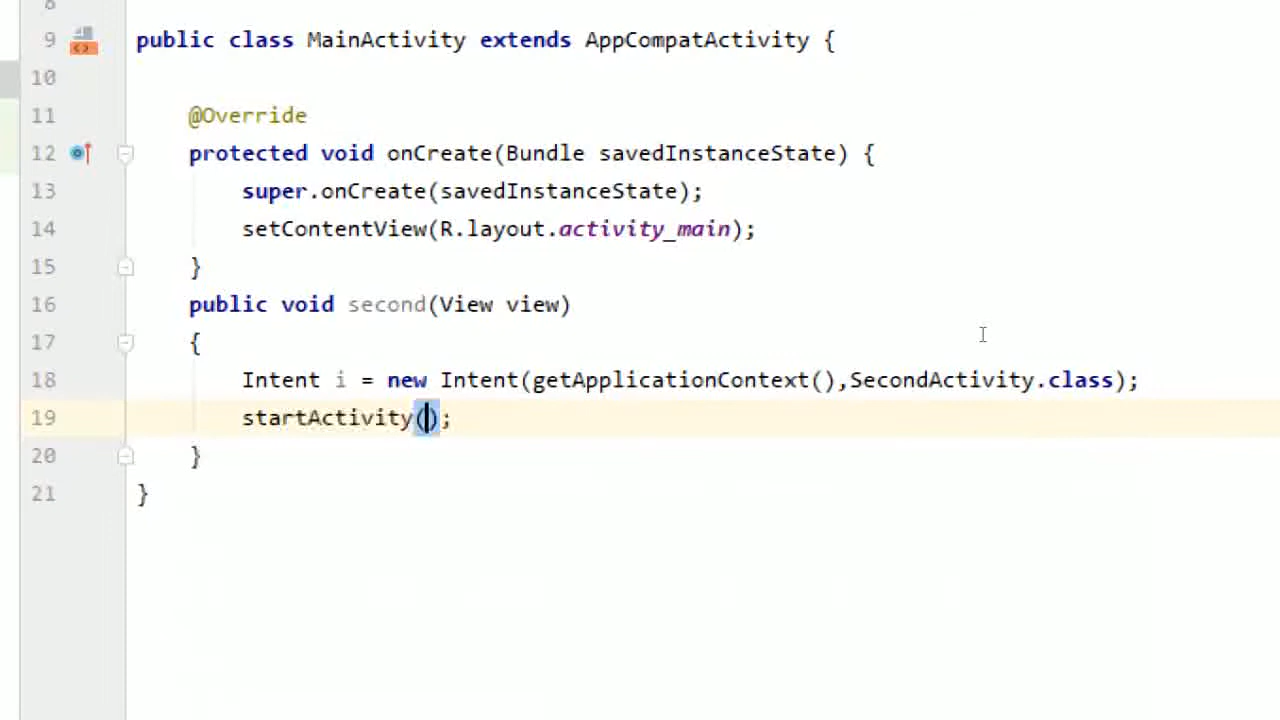 8
9 public class MainActivity extends AppCompatActivity {
10
11 @Override
12 protected void onCreate(Bundle savedInstanceState) {
13 super.onCreate(savedInstanceState);
14 setContentView(R.layout.activity_main);
15 }
16 public void second(View view)
17 {
18 Intent i = new Intent(getApplicationContext(),SecondActivity.class);
19 startActivity();
20 }
21 }